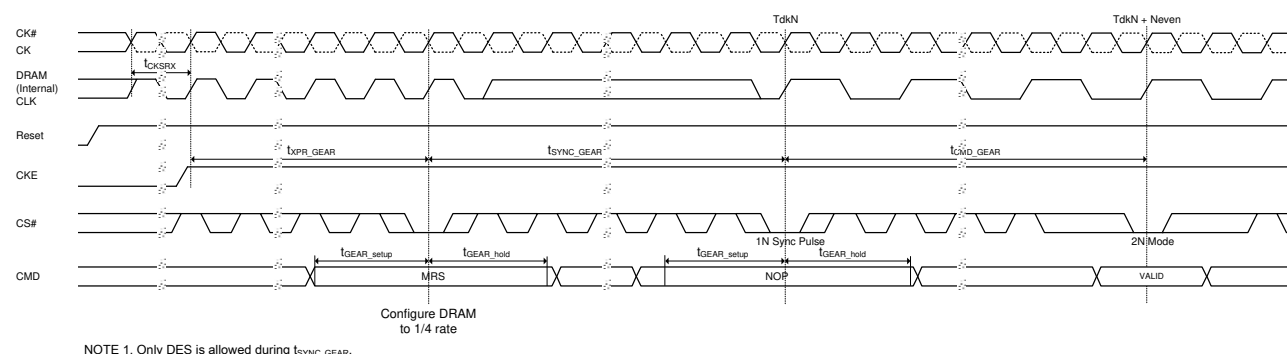 TdkN TdkN + Neven
CK#
CK
tCKSRX
DRAM
(Internal)
CLK
Reset
tXPR_GEAR tSYNC_GEAR tCMD_GEAR
CKE
CS#
1N Sync Pulse 2N Mode
tGEAR_setup tGEAR_hold tGEAR_setup tGEAR_hold
CMD MRS NOP VALID
Configure DRAM
to 1/4 rate
NOTE 1. Only DES is allowed during tSYNC_GEAR.